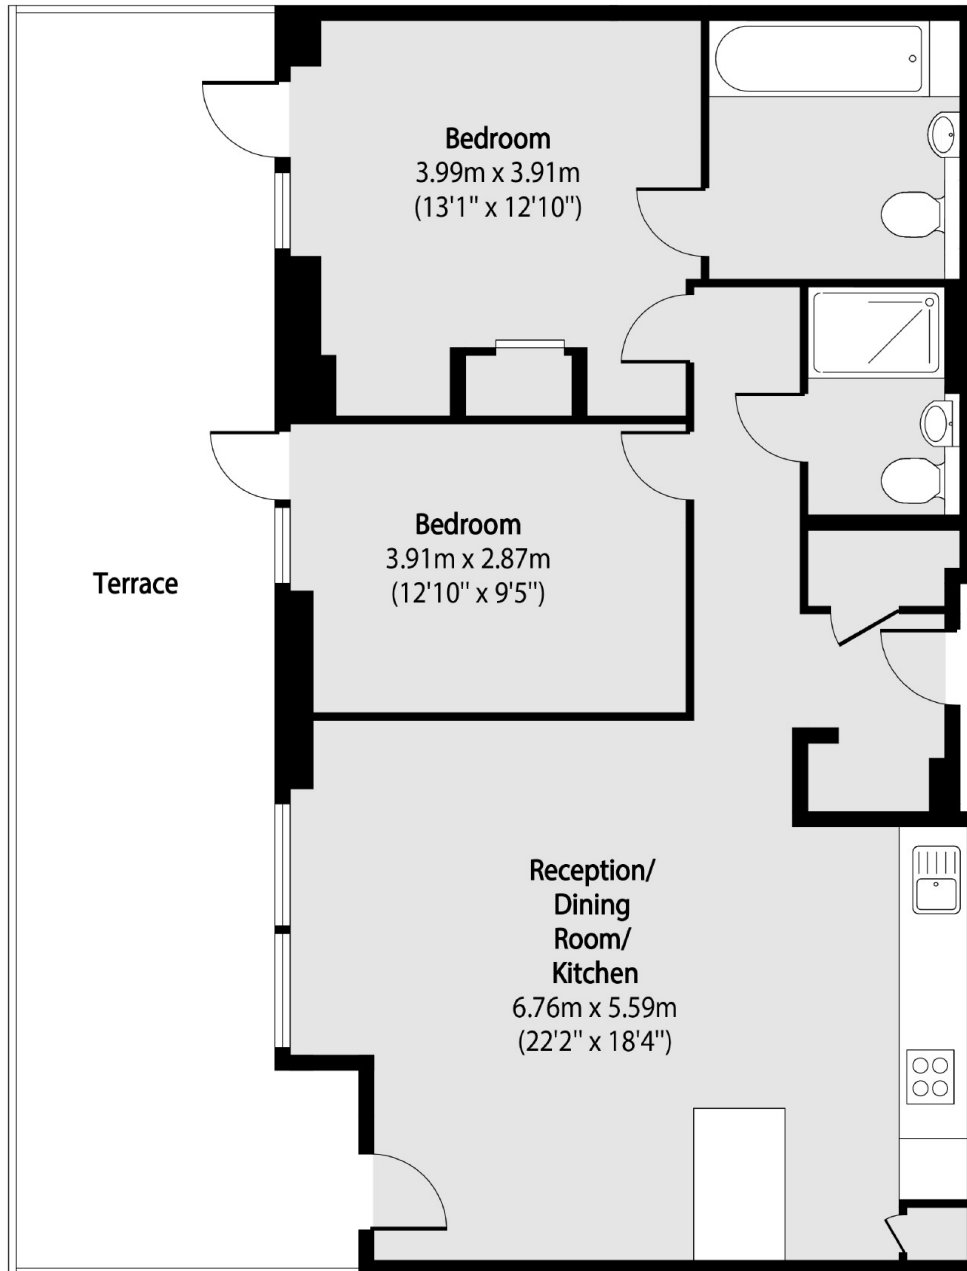 Bedroom
3.99m x 3.91m
(13'1" x 12'10")
Bedroom
3.91m x 2.87m
(12'10" x 9'5")
Terrace
Reception/
Dining
Room/
Kitchen
6.76m x 5.59m
(22'2" x 18'4")